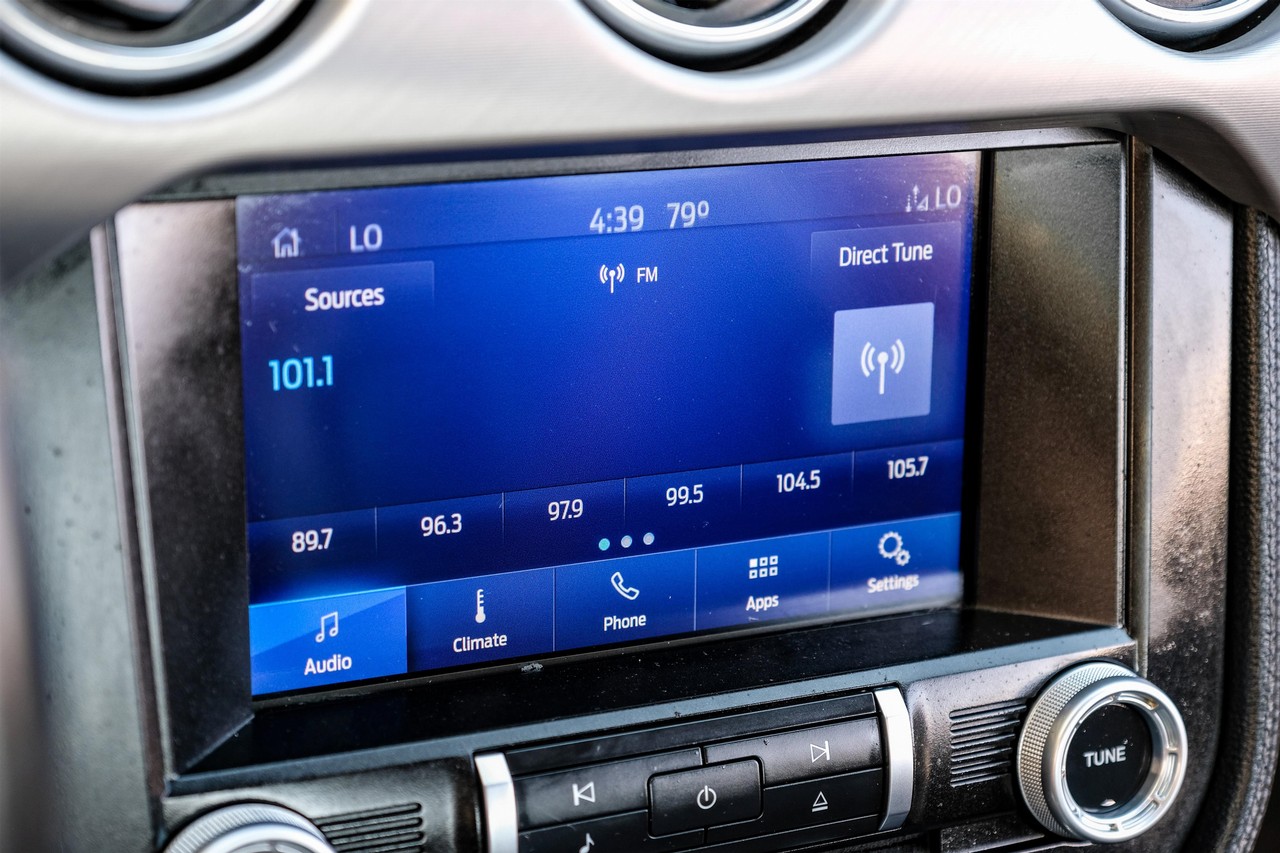 LO 4:39 79° LO
Sources FM Direct Tune
101.1
89.7 96.3 97.9 99.5 104.5 105.7
Audio Climate Phone Apps Settings
TUNE